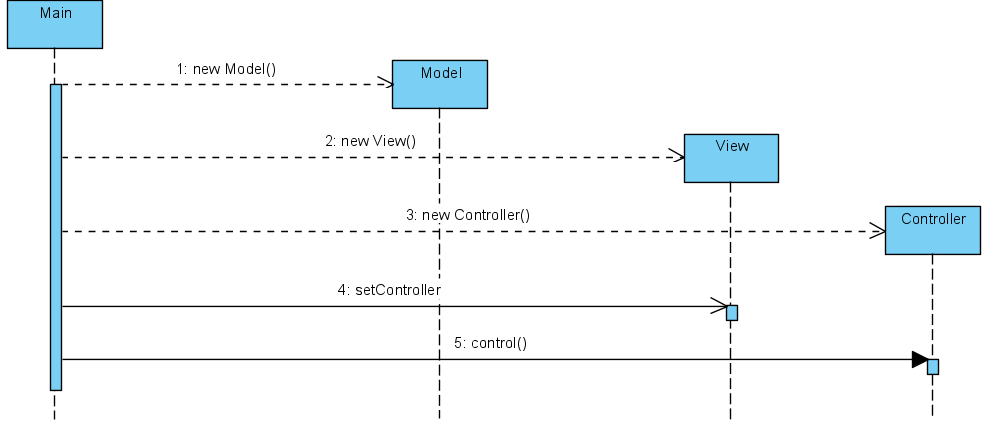 Main
1: new Model()
Model
2: new View()
View
3: new Controller()
Controller
4: setController
5: control()